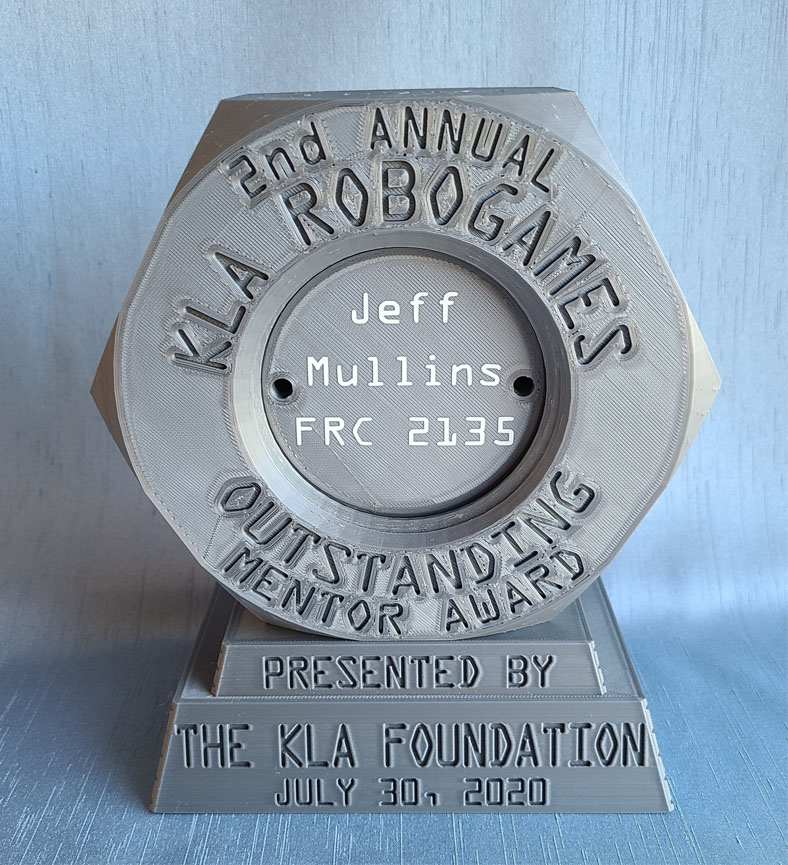 2nd ANNUAL
KLA ROBOGAMES
Jeff
Mullins
FRC 2135
OUTSTANDING
MENTOR AWARD
PRESENTED BY
THE KLA FOUNDATION
JULY 30, 2020